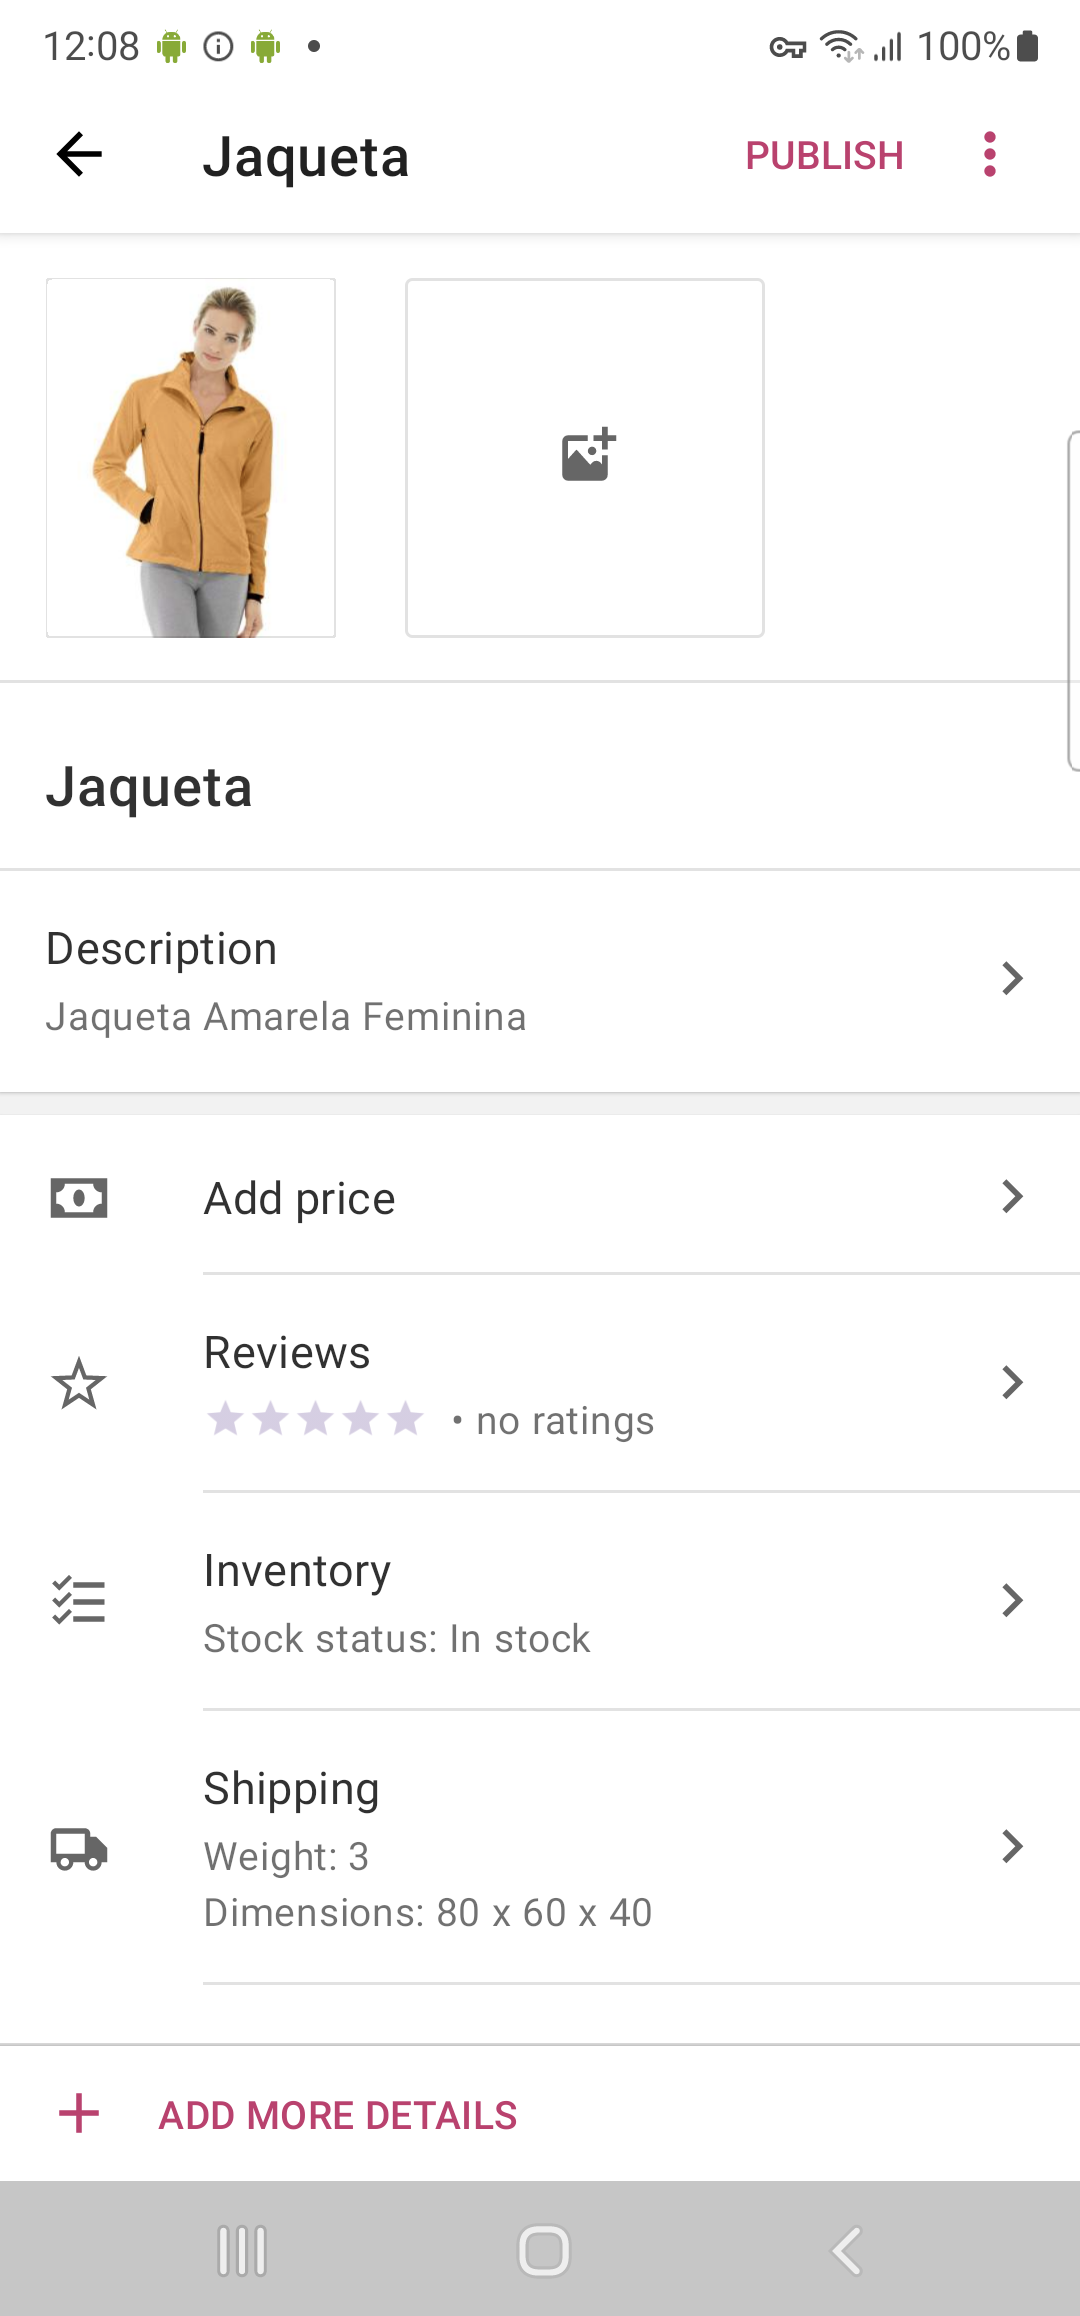 12:08
100%
Jaqueta
PUBLISH
Jaqueta
Description
Jaqueta Amarela Feminina
Add price
Reviews
• no ratings
Inventory
Stock status: In stock
Shipping
Weight: 3
Dimensions: 80 x 60 x 40
ADD MORE DETAILS